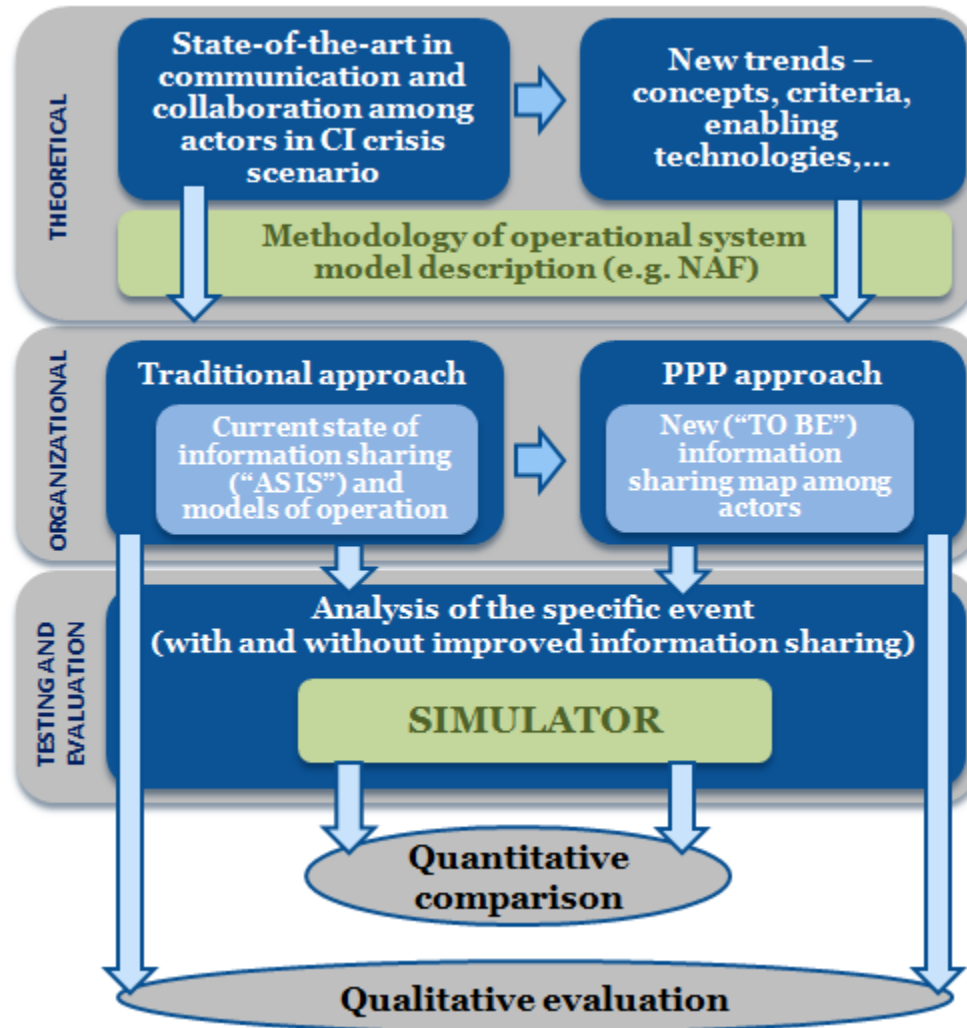 THEORETICAL
State-of-the-art in
communication and
collaboration among
actors in CI crisis
scenario
New trends –
concepts, criteria,
enabling
technologies,...
Methodology of operational system
model description (e.g. NAF)
ORGANIZATIONAL
Traditional approach
Current state of
information sharing
(“AS IS”) and
models of operation
PPP approach
New (“TO BE”)
information
sharing map among
actors
TESTING AND
EVALUATION
Analysis of the specific event
(with and without improved information sharing)
SIMULATOR
Quantitative
comparison
Qualitative evaluation